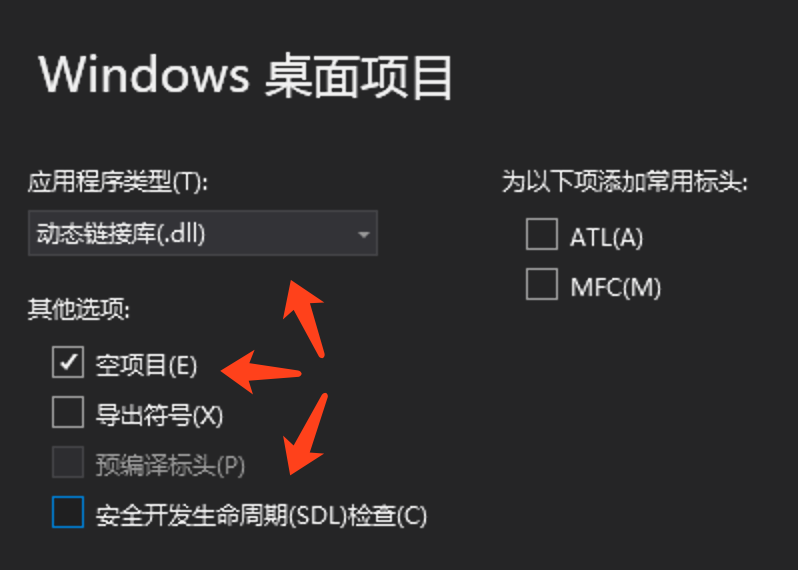 Windows 桌面项目
应用程序类型(T):
动态链接库(.dll)
其他选项:
空项目(E)
导出符号(X)
预编译标头(P)
安全开发生命周期(SDL)检查(C)
为以下项添加常用标头:
ATL(A)
MFC(M)